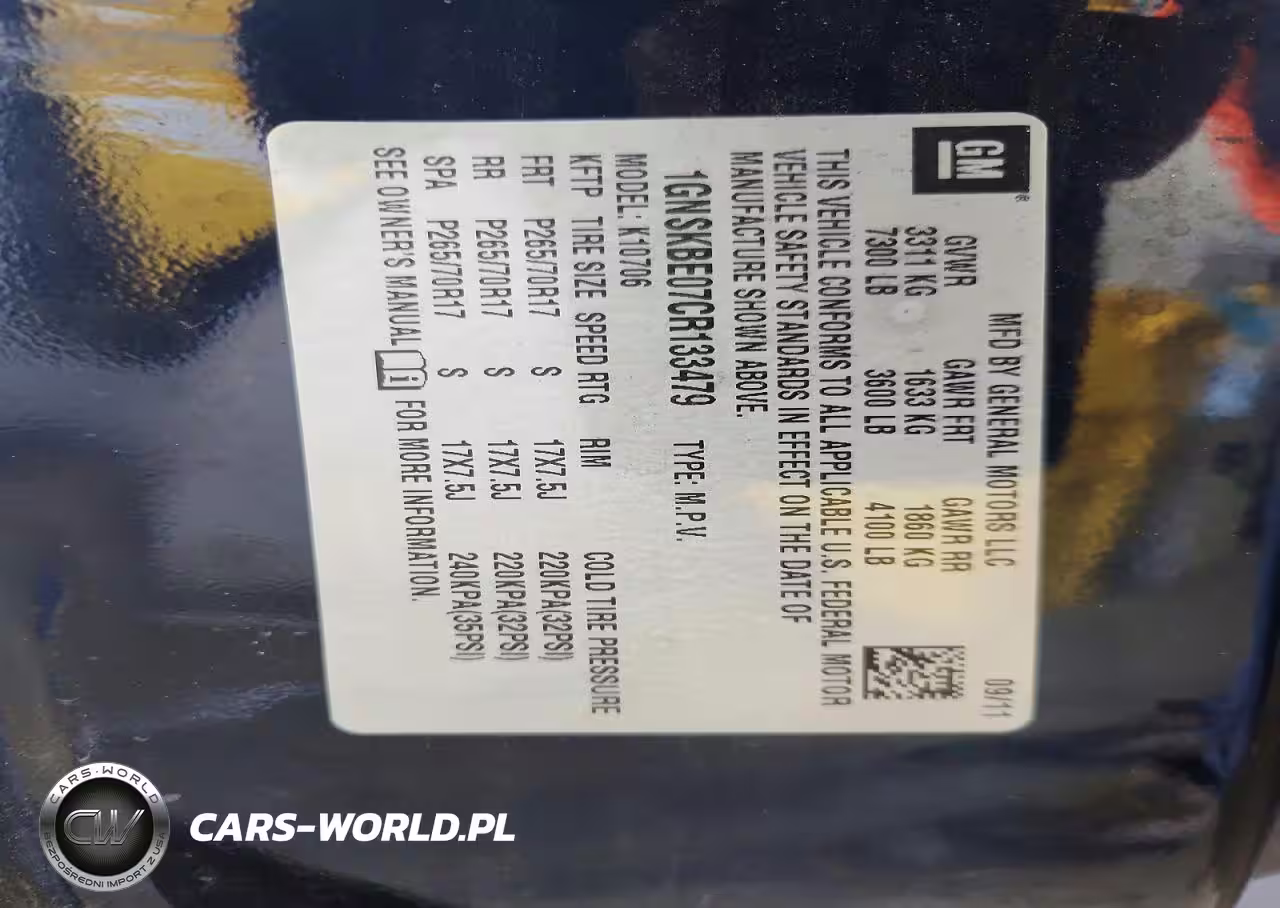 GM®
MFD BY GENERAL MOTORS LLC 09/11
GVWR GAWR FRT GAWR RR
3311 KG 1633 KG 1860 KG
7300 LB 3600 LB 4100 LB
THIS VEHICLE CONFORMS TO ALL APPLICABLE U.S. FEDERAL MOTOR
VEHICLE SAFETY STANDARDS IN EFFECT ON THE DATE OF
MANUFACTURE SHOWN ABOVE.
1GNSKBE07CR133479 TYPE: M.P.V.
MODEL: K10706
KFTP TIRE SIZE SPEED RTG RIM COLD TIRE PRESSURE
FRT P265/70R17 S 17X7.5J 220KPA(32PSI)
RR P265/70R17 S 17X7.5J 220KPA(32PSI)
SPA P265/70R17 S 17X7.5J 240KPA(35PSI)
SEE OWNER'S MANUAL FOR MORE INFORMATION.
CARS-WORLD
CW
BEZPOŚREDNI IMPORT Z USA
CARS-WORLD.PL